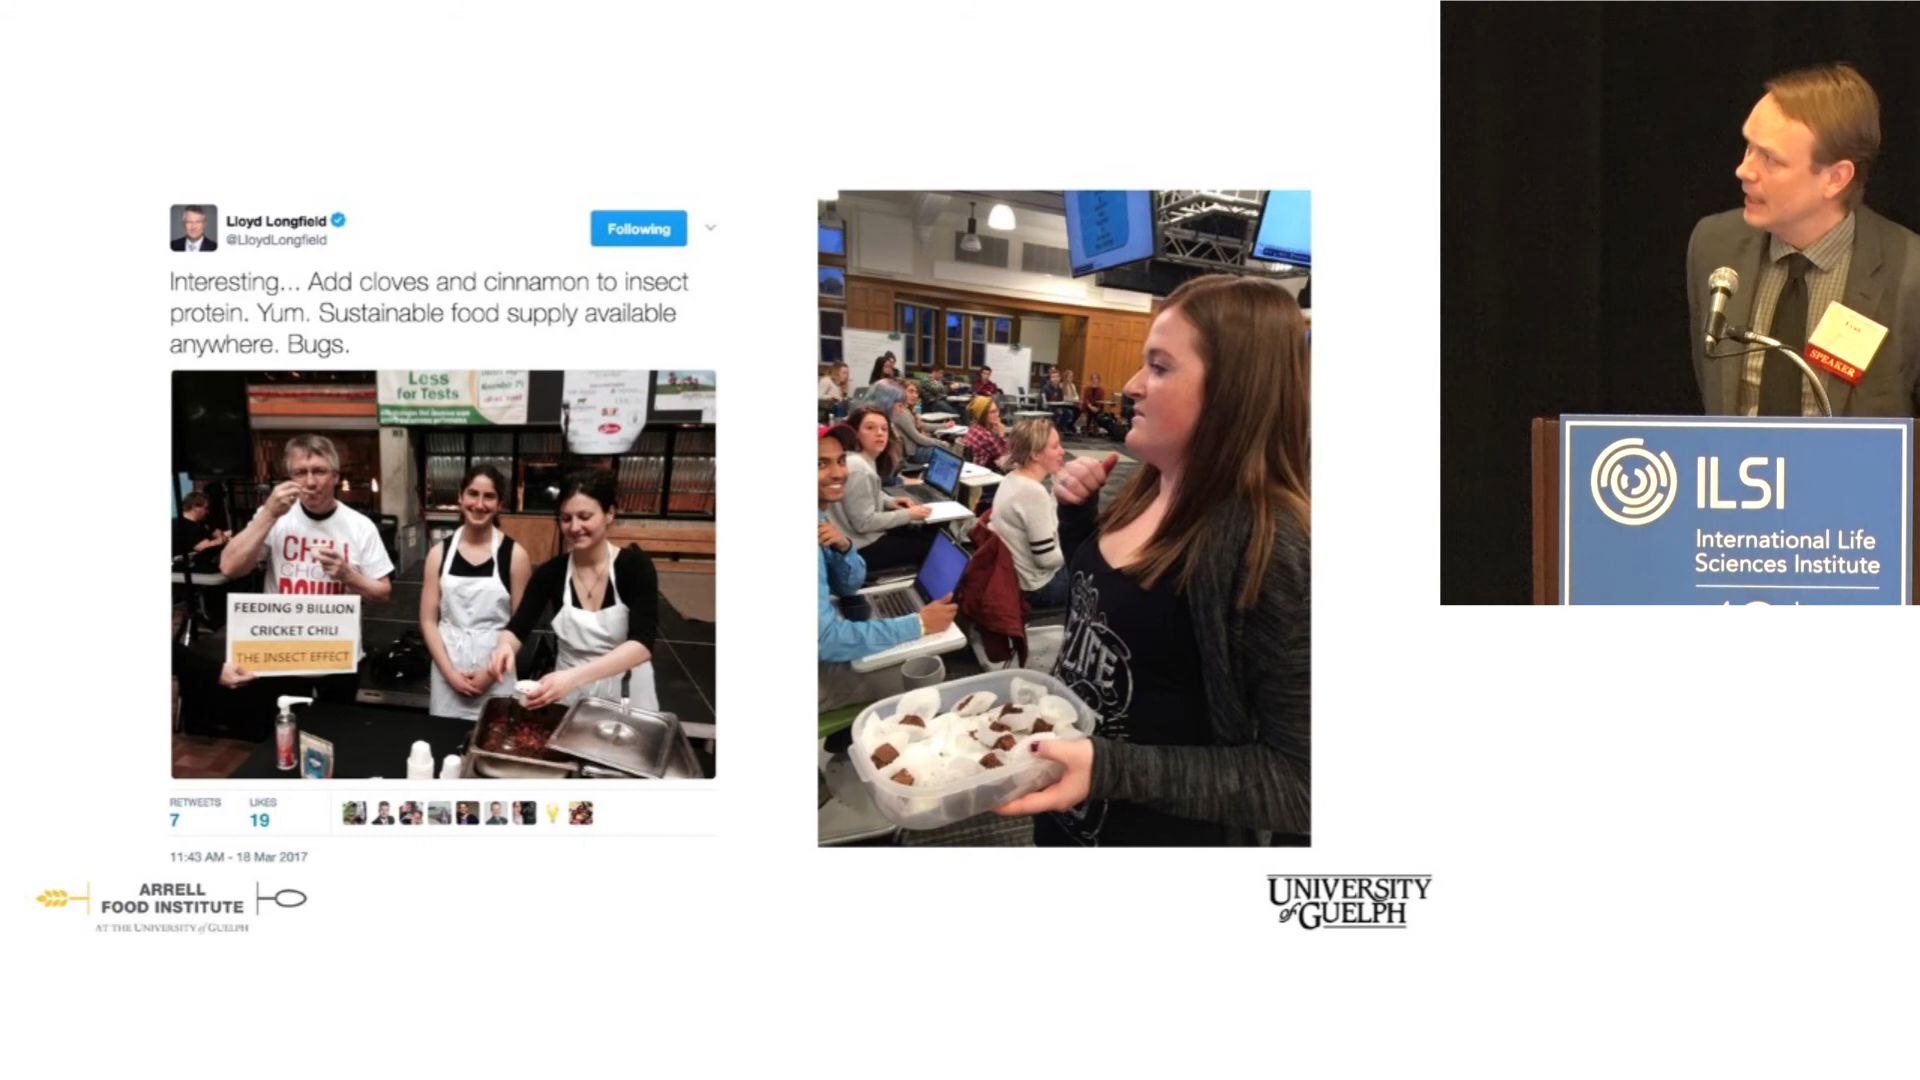 Lloyd Longfield
@LloydLongfield
Following
Interesting... Add cloves and cinnamon to insect
protein. Yum. Sustainable food supply available
anywhere. Bugs.
Less
for Tests
CHILI
FEEDING 9 BILLION
CRICKET CHILI
THE INSECT EFFECT
RETWEETS
7
LIKES
19
11:43 AM - 18 Mar 2017
ARRELL
FOOD INSTITUTE
AT THE UNIVERSITY of GUELPH
LIFE
UNIVERSITY
of GUELPH
SPEAKER
ILSI
International Life
Sciences Institute